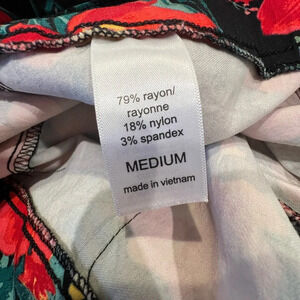 79% rayon/
rayonne
18% nylon
3% spandex
MEDIUM
made in vietnam